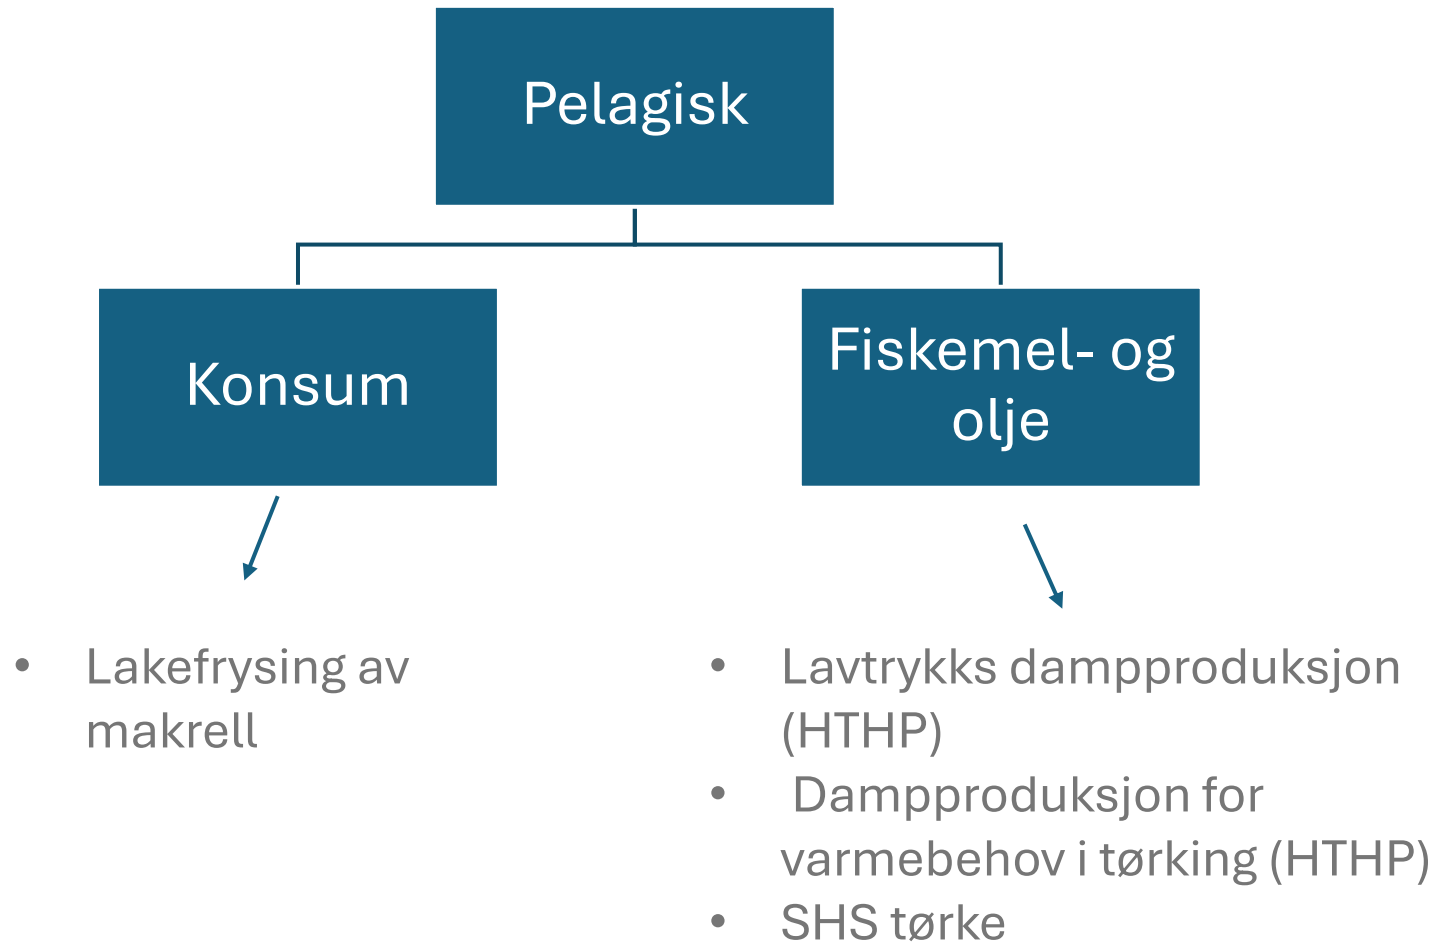 Pelagisk
Konsum
Fiskemel- og
olje
• Lakefrysing av
makrell
• Lavtrykks dampproduksjon
(HTHP)
• Dampproduksjon for
varmebehov i tørking (HTHP)
• SHS tørke